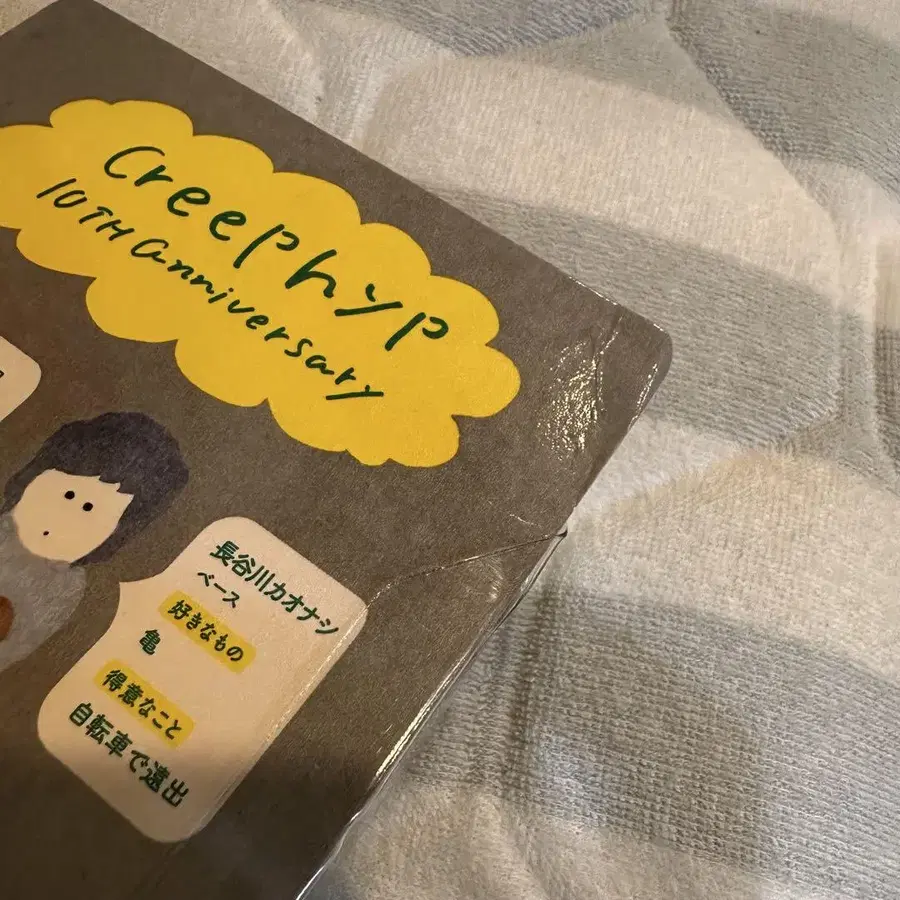 Creephyp
10TH anniversary
長谷川カオナシ
ベース
好きなもの
亀
得意なこと
自転車で遠出